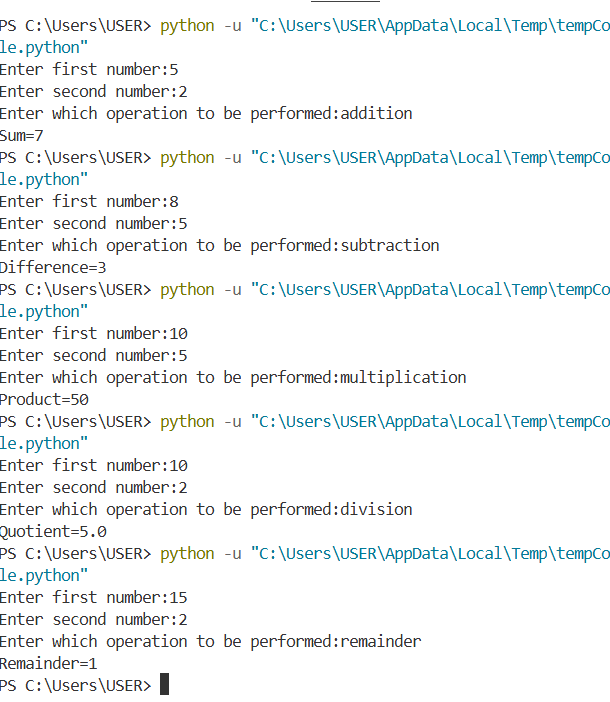 PS C:\Users\USER> python -u "C:\Users\USER\AppData\Local\Temp\tempCo
le.python"
Enter first number:5
Enter second number:2
Enter which operation to be performed:addition
Sum=7
PS C:\Users\USER> python -u "C:\Users\USER\AppData\Local\Temp\tempCo
le.python"
Enter first number:8
Enter second number:5
Enter which operation to be performed:subtraction
Difference=3
PS C:\Users\USER> python -u "C:\Users\USER\AppData\Local\Temp\tempCo
le.python"
Enter first number:10
Enter second number:5
Enter which operation to be performed:multiplication
Product=50
PS C:\Users\USER> python -u "C:\Users\USER\AppData\Local\Temp\tempCo
le.python"
Enter first number:10
Enter second number:2
Enter which operation to be performed:division
Quotient=5.0
PS C:\Users\USER> python -u "C:\Users\USER\AppData\Local\Temp\tempCo
le.python"
Enter first number:15
Enter second number:2
Enter which operation to be performed:remainder
Remainder=1
PS C:\Users\USER>